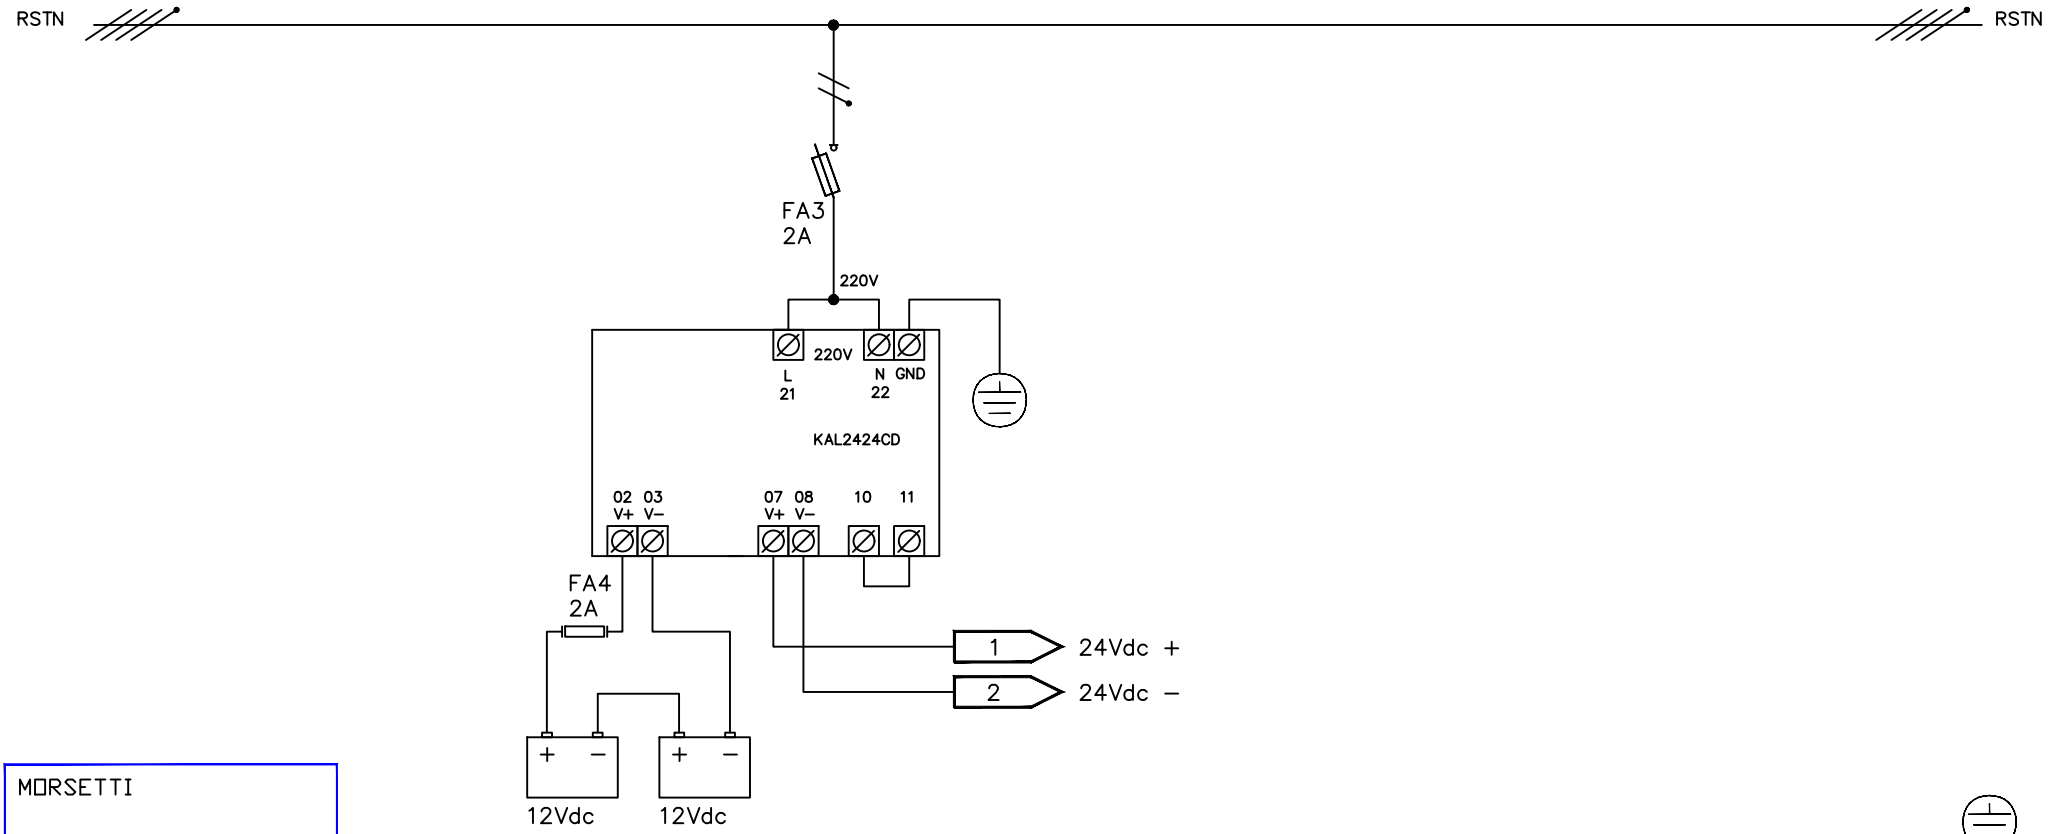 RSTN RSTN
FA3
2A
220V
220V
L N GND
21 22
KAL2424CD
02 03 07 08 10 11
V+ V− V+ V−
FA4
2A
1 24Vdc +
2 24Vdc −
+ − + −
MORSETTI
12Vdc 12Vdc